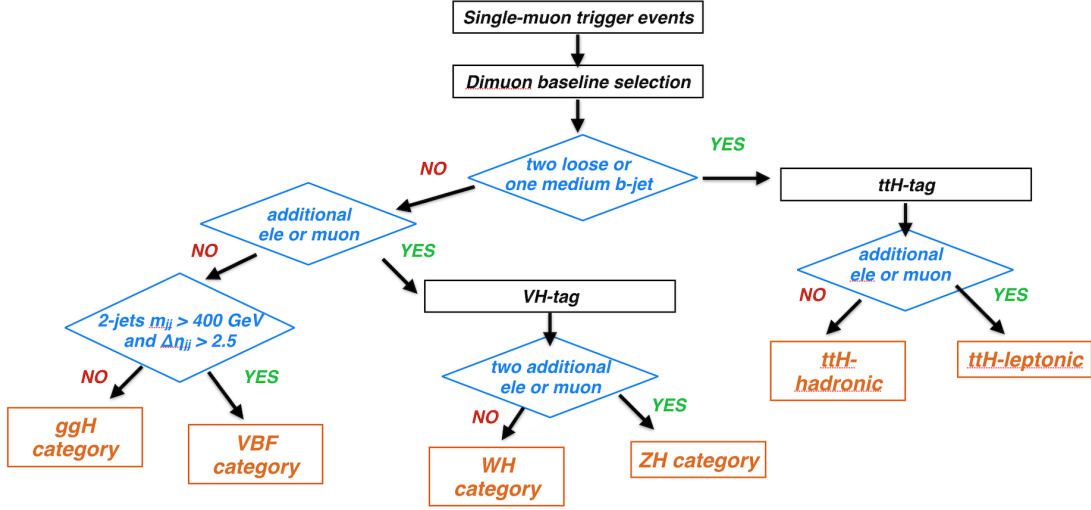 Single-muon trigger events
Dimuon baseline selection
two loose or
one medium b-jet
NO
YES
additional
ele or muon
NO
YES
ttH-tag
additional
ele or muon
NO
YES
2-jets mjj > 400 GeV
and Δηjj > 2.5
NO
YES
VH-tag
two additional
ele or muon
NO
YES
ttH-
hadronic
ttH-leptonic
ggH
category
VBF
category
WH
category
ZH category